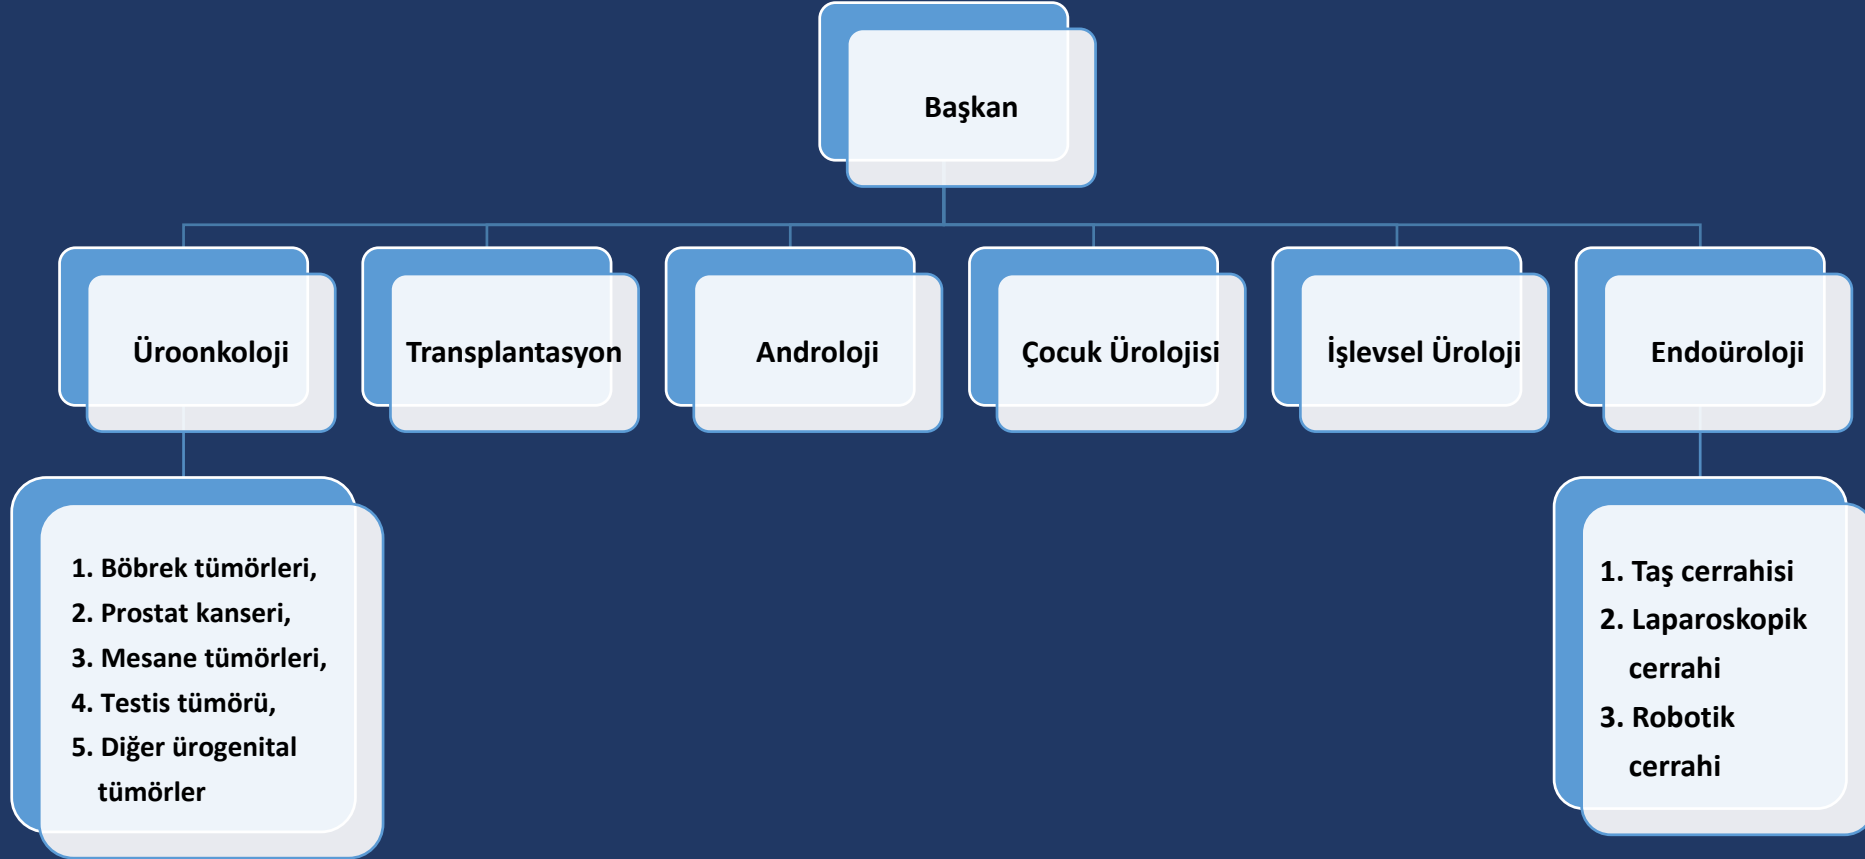 Başkan
Üroonkoloji
Transplantasyon
Androloji
Çocuk Ürolojisi
İşlevsel Üroloji
Endoüroloji
1. Böbrek tümörleri,
2. Prostat kanseri,
3. Mesane tümörleri,
4. Testis tümörü,
5. Diğer ürogenital
tümörler
1. Taş cerrahisi
2. Laparoskopik
cerrahi
3. Robotik
cerrahi